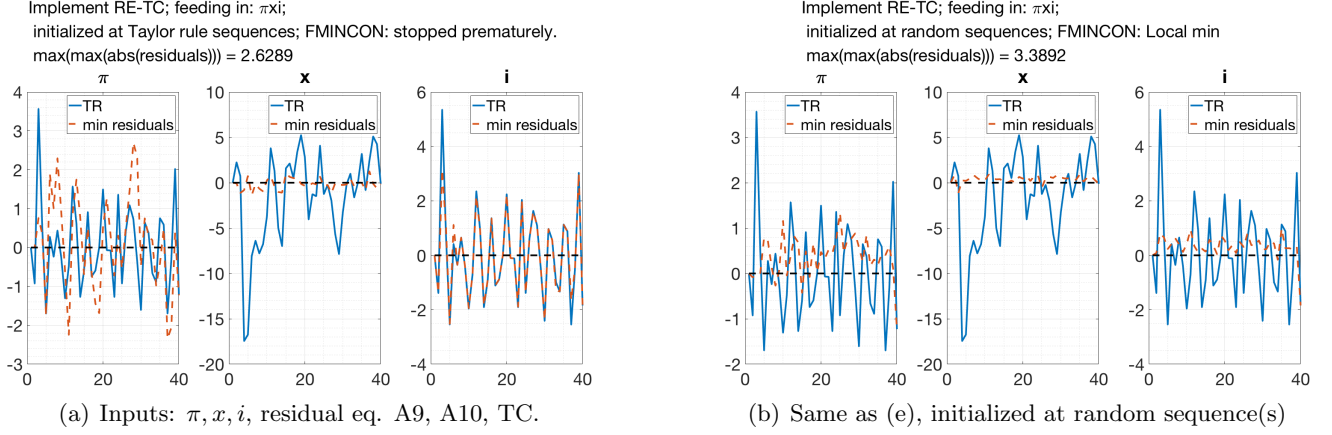 Implement RE-TC; feeding in: πxi;
initialized at Taylor rule sequences; FMINCON: stopped prematurely.
max(max(abs(residuals))) = 2.6289
π
x
i
TR
min residuals
TR
min residuals
TR
min residuals
4
3
2
1
0
-1
-2
-3
0
20
40
10
5
0
-5
-10
-15
-20
0
20
40
6
4
2
0
-2
-4
0
20
40
(a) Inputs: π, x, i, residual eq. A9, A10, TC.
Implement RE-TC; feeding in: πxi;
initialized at random sequences; FMINCON: Local min
max(max(abs(residuals))) = 3.3892
π
x
i
TR
min residuals
TR
min residuals
TR
min residuals
4
3
2
1
0
-1
-2
0
20
40
10
5
0
-5
-10
-15
-20
0
20
40
6
4
2
0
-2
-4
0
20
40
(b) Same as (e), initialized at random sequence(s)